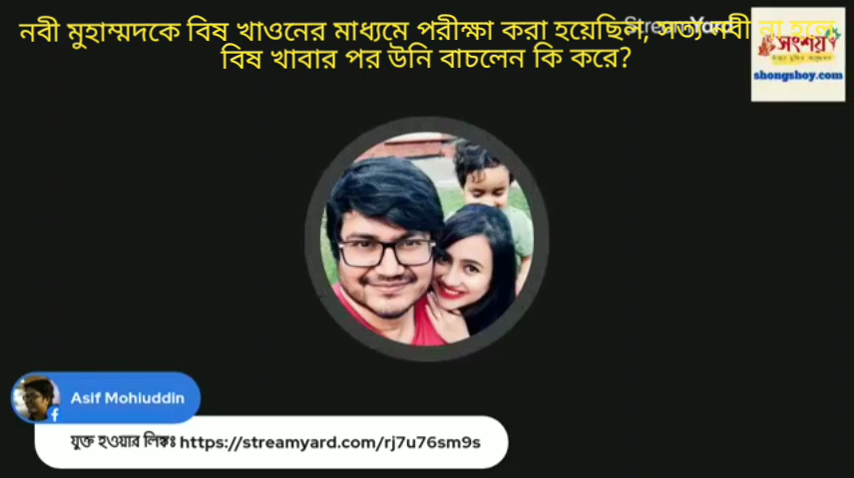 নবী মুহাম্মদকে বিষ খাওনের মাধ্যমে পরীক্ষা করা হয়েছিল, সত্য নবী না হলে
বিষ খাবার পর উনি বাচলেন কি করে?
StreamYard
সংশয়
shongshoy.com
Asif Mohiuddin
যুক্ত হওয়ার লিঙ্কঃ https://streamyard.com/rj7u76sm9s